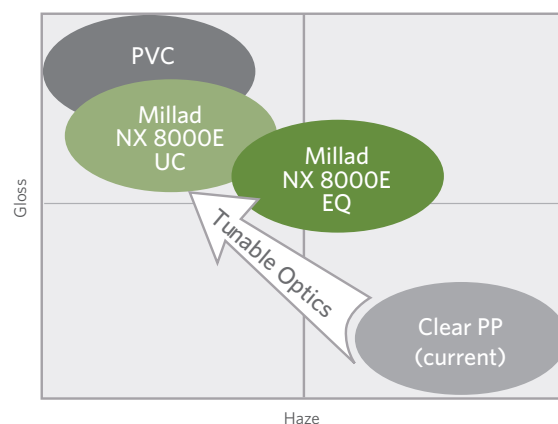 PVC
Millad
NX 8000E
UC
Millad
NX 8000E
EQ
Gloss
Tunable Optics
Clear PP
(current)
Haze